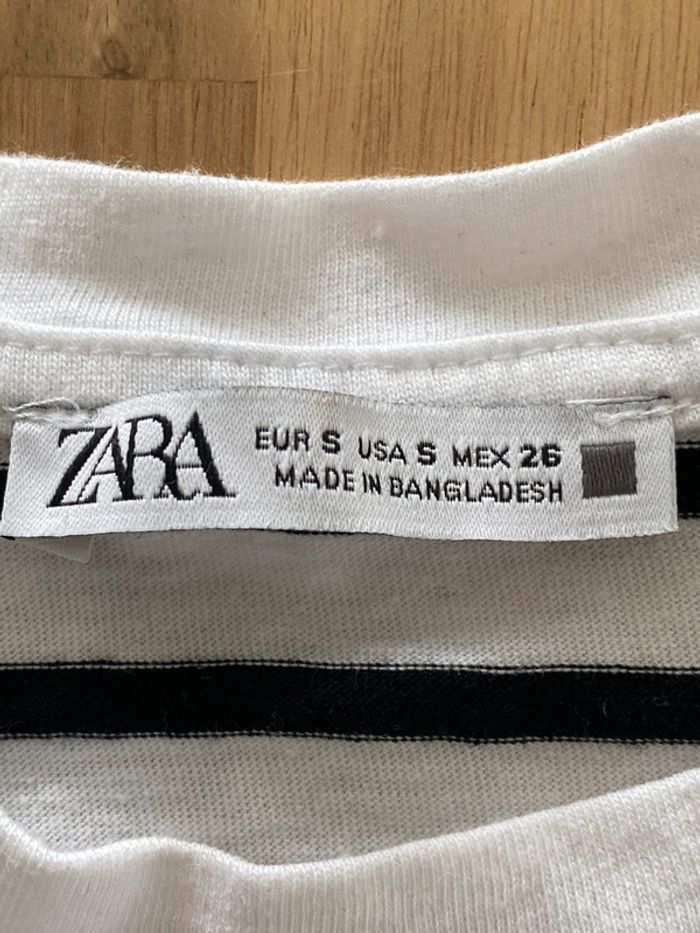 ZARA
EUR S USA S MEX 26
MADE IN BANGLADESH